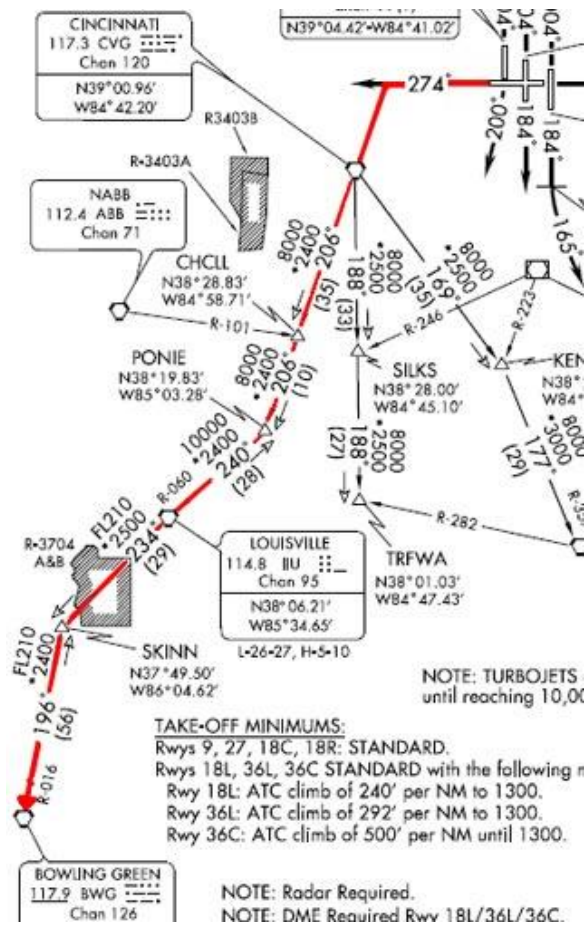 CINCINNATI
117.3 CVG
Chan 120
N39°00.96'
W84°42.20'
N39°04.42'-W84°41.02'
04°
04°
004°
274°
200°
184°
184°
165°
R3403B
R-3403A
NABB
112.4 ABB
Chan 71
CHCLL
N38°28.83'
W84°58.71'
R-101
8000
*2400
206°
(35)
8000
*2500
188°
(33)
8000
*2500
169°
(35)
R-246
R-223
PONIE
N38°19.83'
W85°03.28'
8000
*2400
206°
(10)
SILKS
N38°28.00'
W84°45.10'
KEN
N38°
W84°
10000
*2400
240°
(28)
R-060
8000
*2500
188°
(27)
8000
*3000
177°
(29)
R-282
R-35
R-3704
A&B
FL210
*2500
234°
(29)
LOUISVILLE
114.8 IIU
Chan 95
N38°06.21'
W85°34.65'
L-26-27, H-5-10
TRFWA
N38°01.03'
W84°47.43'
SKINN
N37°49.50'
W86°04.62'
FL210
*2400
196°
(56)
R-016
NOTE: TURBOJETS
until reaching 10,00
TAKE-OFF MINIMUMS:
Rwys 9, 27, 18C, 18R: STANDARD.
Rwys 18L, 36L, 36C STANDARD with the following m
Rwy 18L: ATC climb of 240' per NM to 1300.
Rwy 36L: ATC climb of 292' per NM to 1300.
Rwy 36C: ATC climb of 500' per NM until 1300.
BOWLING GREEN
117.9 BWG
Chan 126
NOTE: Radar Required.
NOTE: DME Required Rwy 18L/36L/36C.